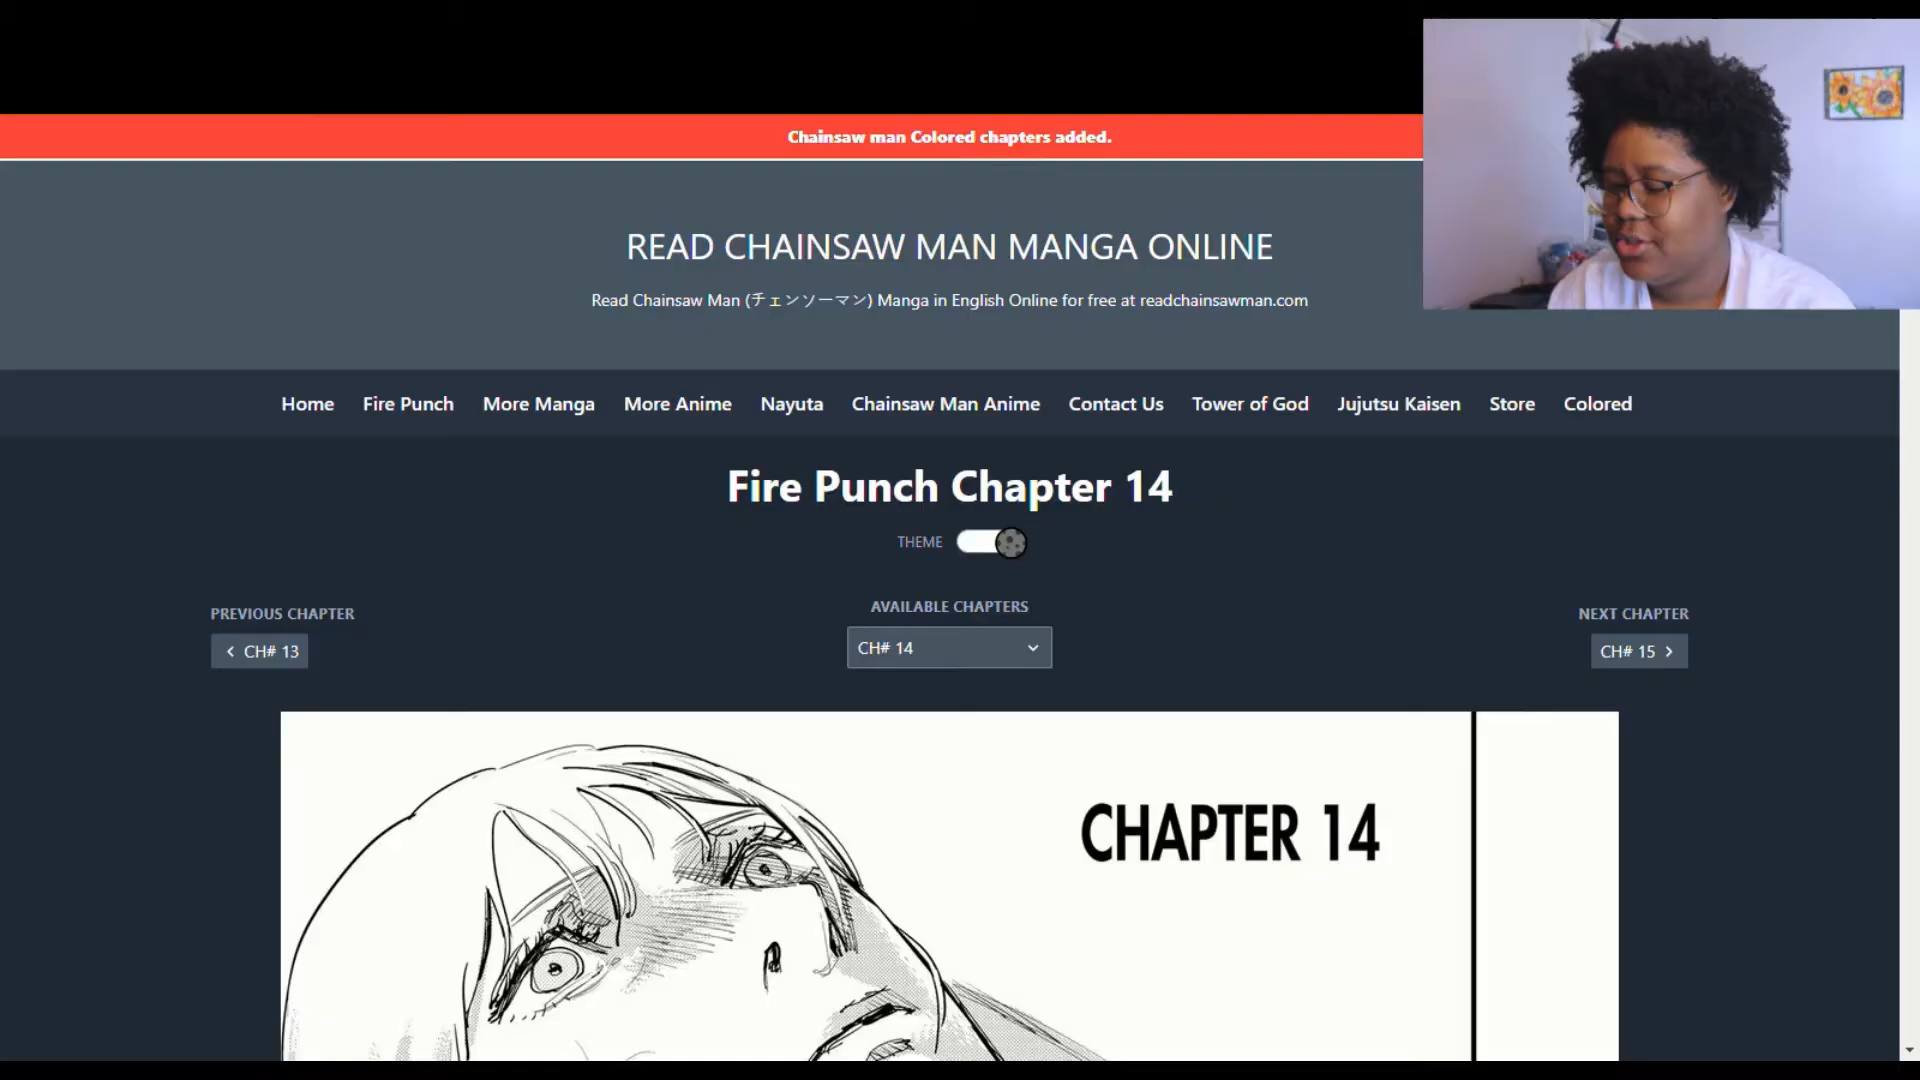 Chainsaw man Colored chapters added.
READ CHAINSAW MAN MANGA ONLINE
Read Chainsaw Man (チェンソーマン) Manga in English Online for free at readchainsawman.com
Home Fire Punch More Manga More Anime Nayuta Chainsaw Man Anime Contact Us Tower of God Jujutsu Kaisen Store Colored
Fire Punch Chapter 14
THEME
PREVIOUS CHAPTER AVAILABLE CHAPTERS NEXT CHAPTER
CH# 13 CH# 14 CH# 15
CHAPTER 14